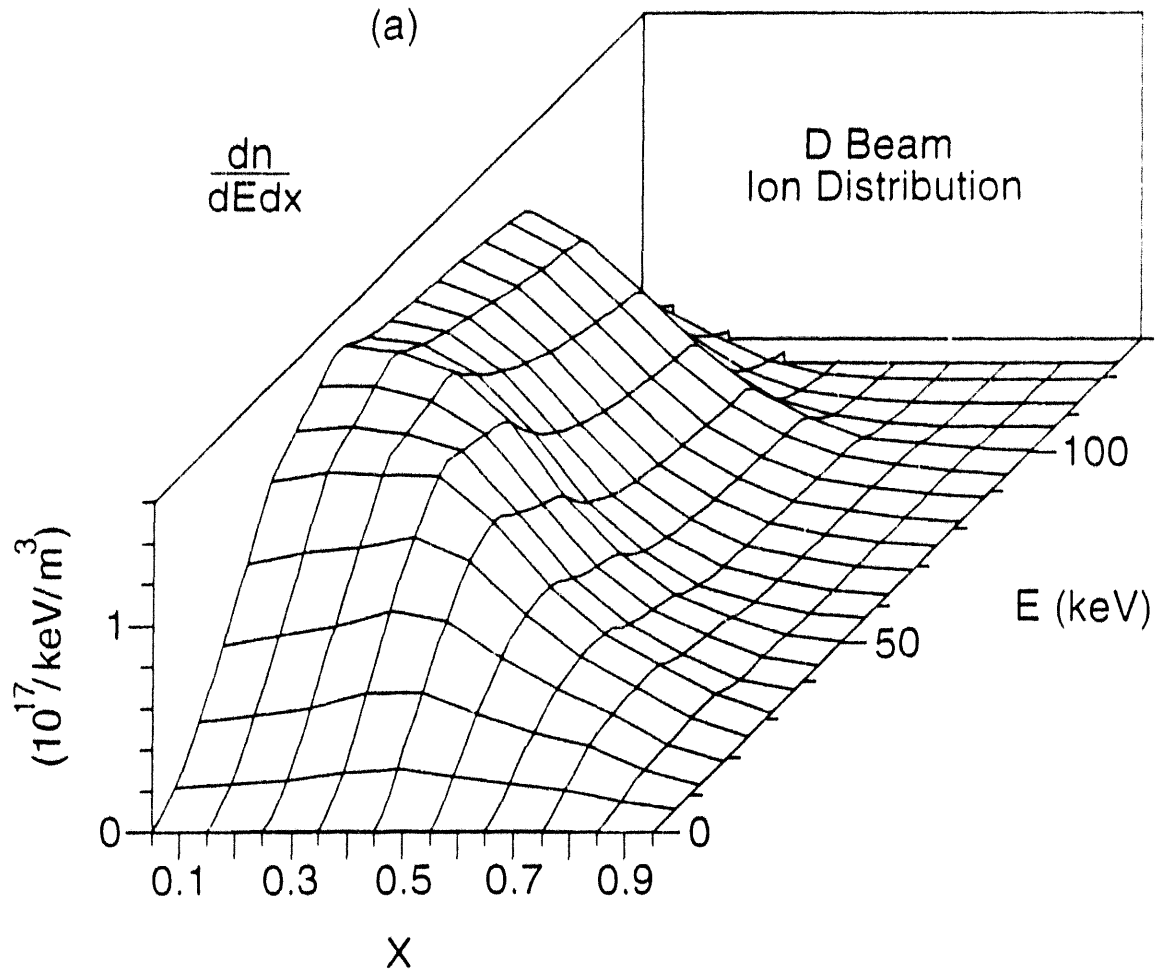 (a)
dn
dEdx
D Beam
Ion Distribution
(10^17/keV/m^3)
1
0
0.1 0.3 0.5 0.7 0.9
X
0
50
100
E (keV)